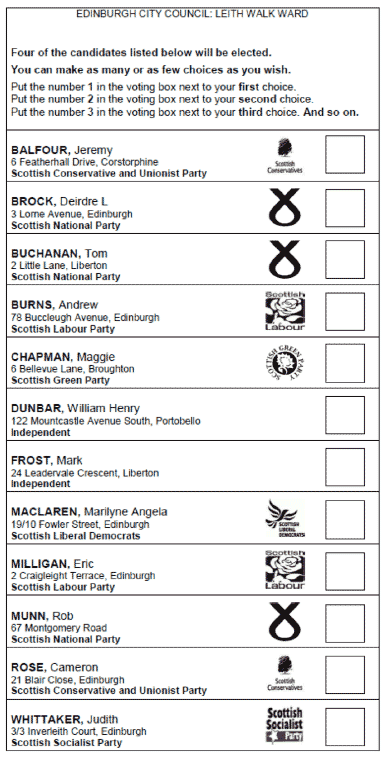 EDINBURGH CITY COUNCIL: LEITH WALK WARD
Four of the candidates listed below will be elected.
You can make as many or as few choices as you wish.
Put the number 1 in the voting box next to your first choice.
Put the number 2 in the voting box next to your second choice.
Put the number 3 in the voting box next to your third choice. And so on.
BALFOUR, Jeremy
6 Featherhall Drive, Corstorphine
Scottish Conservative and Unionist Party
Scottish
Conservatives
BROCK, Deirdre L
3 Lorne Avenue, Edinburgh
Scottish National Party
BUCHANAN, Tom
2 Little Lane, Liberton
Scottish National Party
BURNS, Andrew
78 Buccleugh Avenue, Edinburgh
Scottish Labour Party
Scottish
Labour
CHAPMAN, Maggie
6 Bellevue Lane, Broughton
Scottish Green Party
SCOTTISH GREEN PARTY
DUNBAR, William Henry
122 Mountcastle Avenue South, Portobello
Independent
FROST, Mark
24 Leadervale Crescent, Liberton
Independent
MACLAREN, Marilyne Angela
19/10 Fowler Street, Edinburgh
Scottish Liberal Democrats
SCOTTISH
LIBERAL
DEMOCRATS
MILLIGAN, Eric
2 Craigleight Terrace, Edinburgh
Scottish Labour Party
Scottish
Labour
MUNN, Rob
67 Montgomery Road
Scottish National Party
ROSE, Cameron
21 Blair Close, Edinburgh
Scottish Conservative and Unionist Party
Scottish
Conservatives
WHITTAKER, Judith
3/3 Inverleith Court, Edinburgh
Scottish Socialist Party
Scottish
Socialist
Party